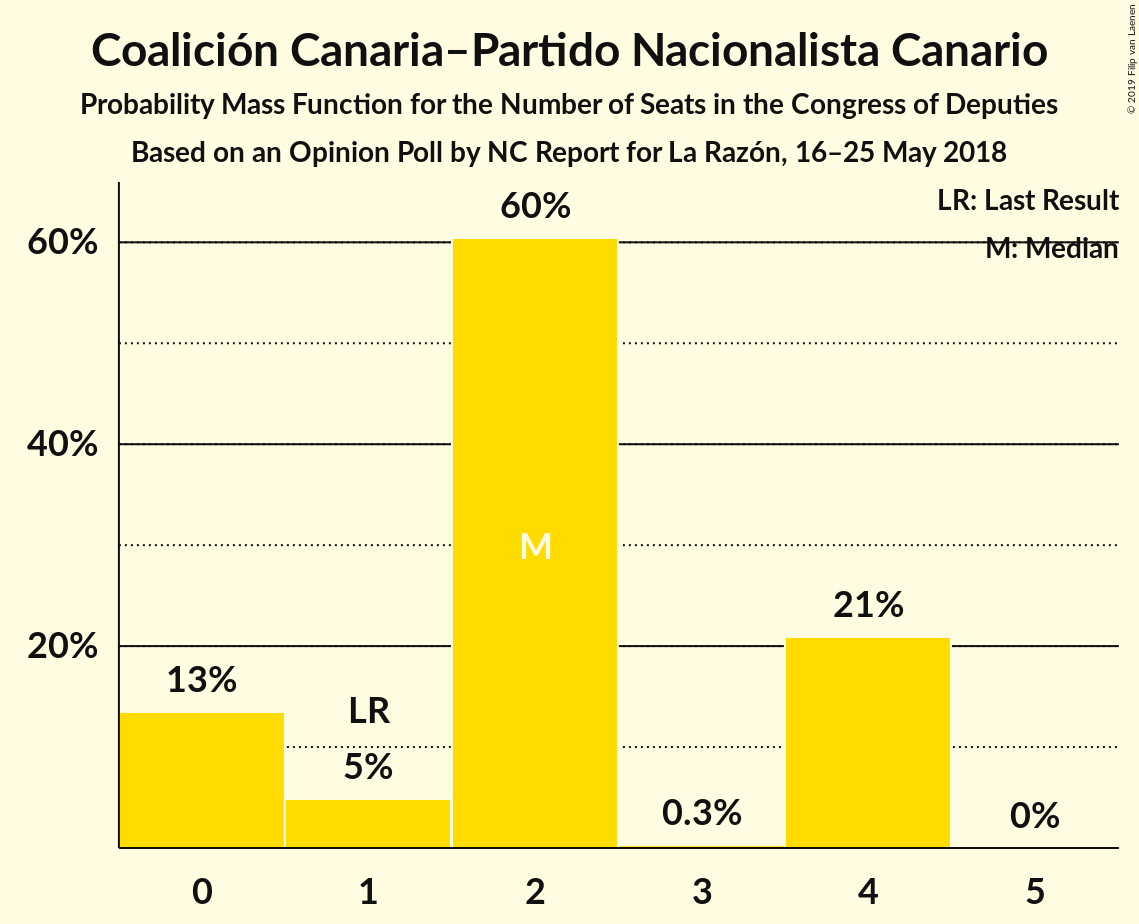 Coalición Canaria–Partido Nacionalista Canario
Probability Mass Function for the Number of Seats in the Congress of Deputies
Based on an Opinion Poll by NC Report for La Razón, 16–25 May 2018
© 2019 Filip van Laenen
LR: Last Result
M: Median
60%
40%
20%
13%
LR
5%
60%
M
0.3%
21%
0%
0 1 2 3 4 5